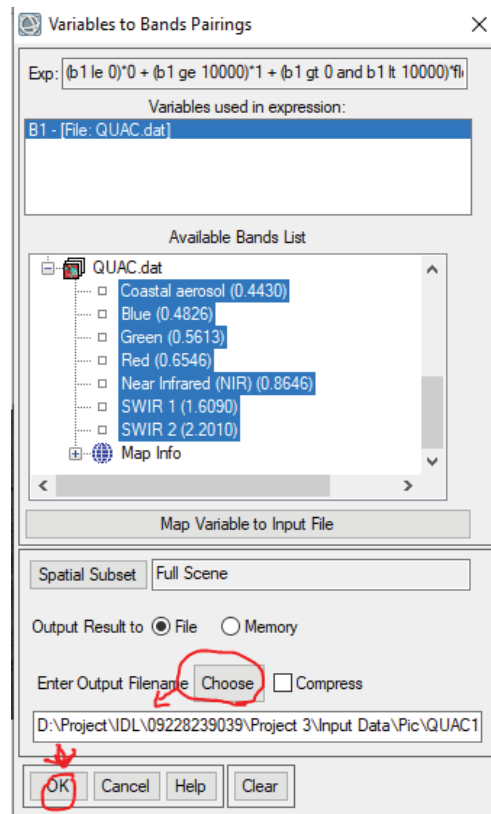 Variables to Bands Pairings
Exp: (b1 le 0)*0 + (b1 ge 10000)*1 + (b1 gt 0 and b1 lt 10000)*fl
Variables used in expression:
B1 - [File: QUAC.dat]
Available Bands List
QUAC.dat
Coastal aerosol (0.4430)
Blue (0.4826)
Green (0.5613)
Red (0.6546)
Near Infrared (NIR) (0.8646)
SWIR 1 (1.6090)
SWIR 2 (2.2010)
Map Info
Map Variable to Input File
Spatial Subset Full Scene
Output Result to File Memory
Enter Output Filename Choose Compress
D:\Project\IDL\09228239039\Project 3\Input Data\Pic\QUAC1
OK Cancel Help Clear